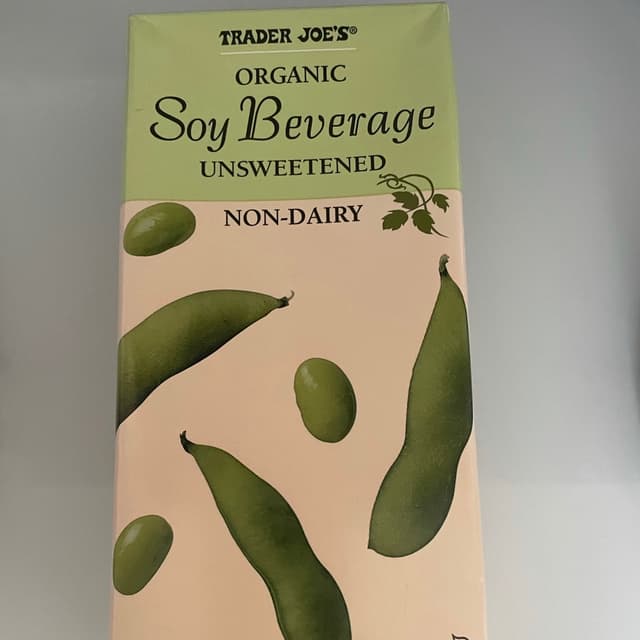 TRADER JOE'S®
ORGANIC
Soy Beverage
UNSWEETENED
NON-DAIRY